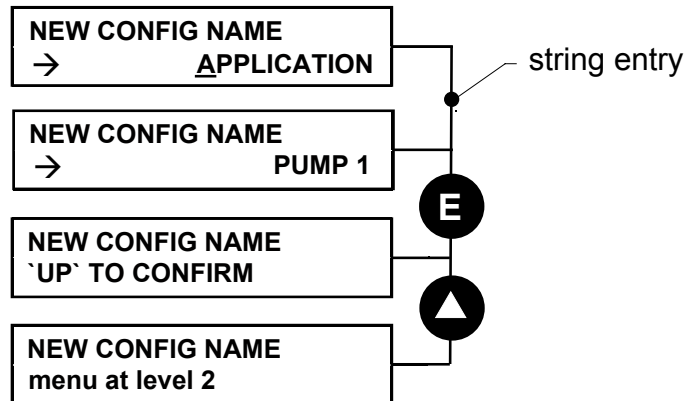 NEW CONFIG NAME
→ APPLICATION
string entry
NEW CONFIG NAME
→ PUMP 1
E
NEW CONFIG NAME
`UP` TO CONFIRM
NEW CONFIG NAME
menu at level 2